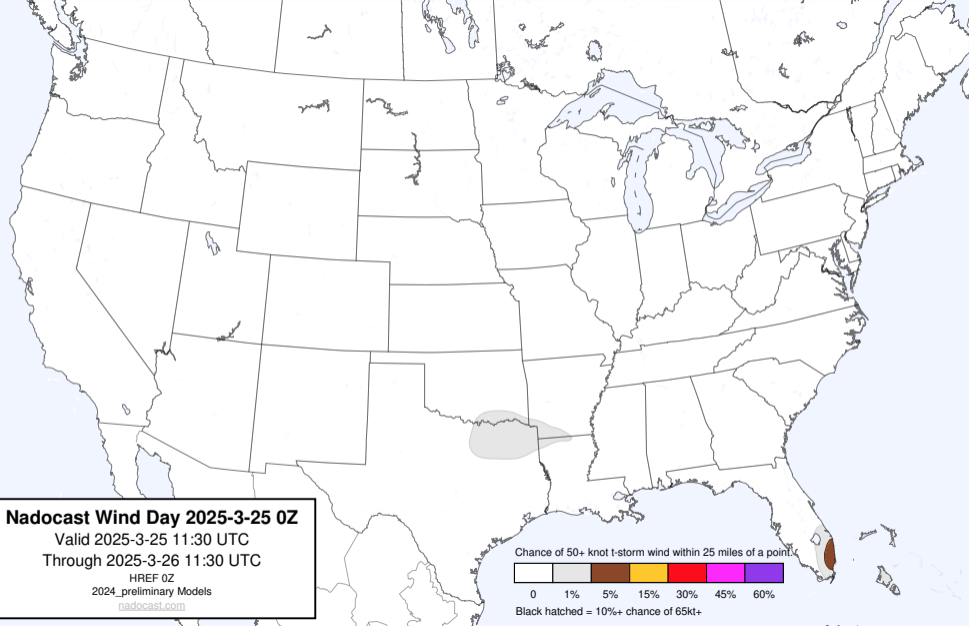 Nadocast Wind Day 2025-3-25 0Z
Valid 2025-3-25 11:30 UTC
Through 2025-3-26 11:30 UTC
HREF 0Z
2024_preliminary Models
nadocast.com
Chance of 50+ knot t-storm wind within 25 miles of a point.
0 1% 5% 15% 30% 45% 60%
Black hatched = 10%+ chance of 65kt+